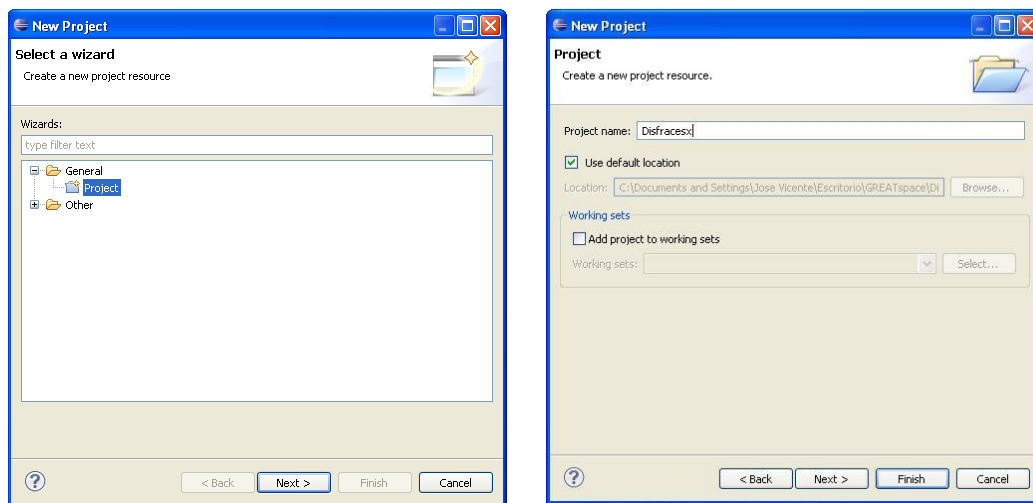 New Project
Select a wizard
Create a new project resource
Wizards:
type filter text
General
Project
Other
?
< Back Next > Finish Cancel
New Project
Project
Create a new project resource.
Project name: Disfracesx
Use default location
Location: C:\Documents and Settings\Jose Vicente\Escritorio\GREATspace\Di Browse...
Working sets
Add project to working sets
Working sets: Select...
?
< Back Next > Finish Cancel